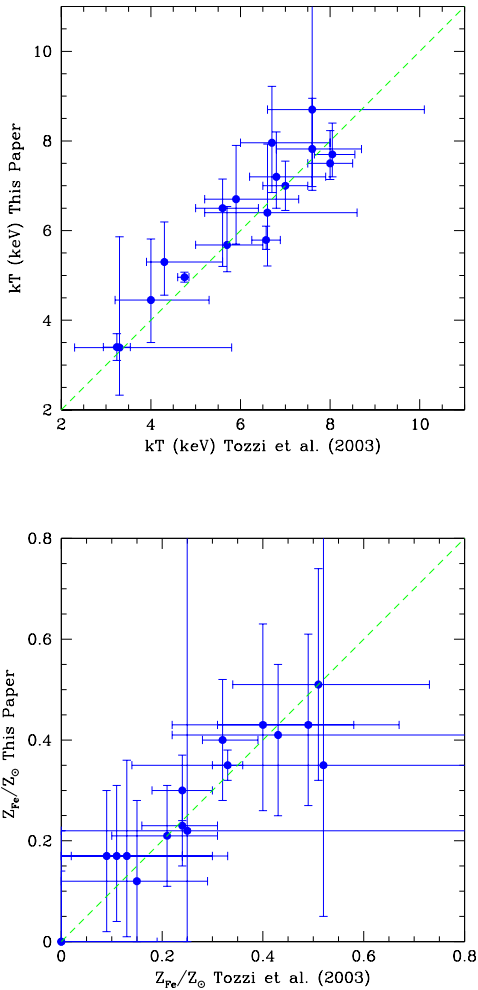 10
8
6
4
2
kT (keV) This Paper
2 4 6 8 10
kT (keV) Tozzi et al. (2003)
0.8
0.6
0.4
0.2
0
Z_Fe/Z_⊙ This Paper
0 0.2 0.4 0.6 0.8
Z_Fe/Z_⊙ Tozzi et al. (2003)